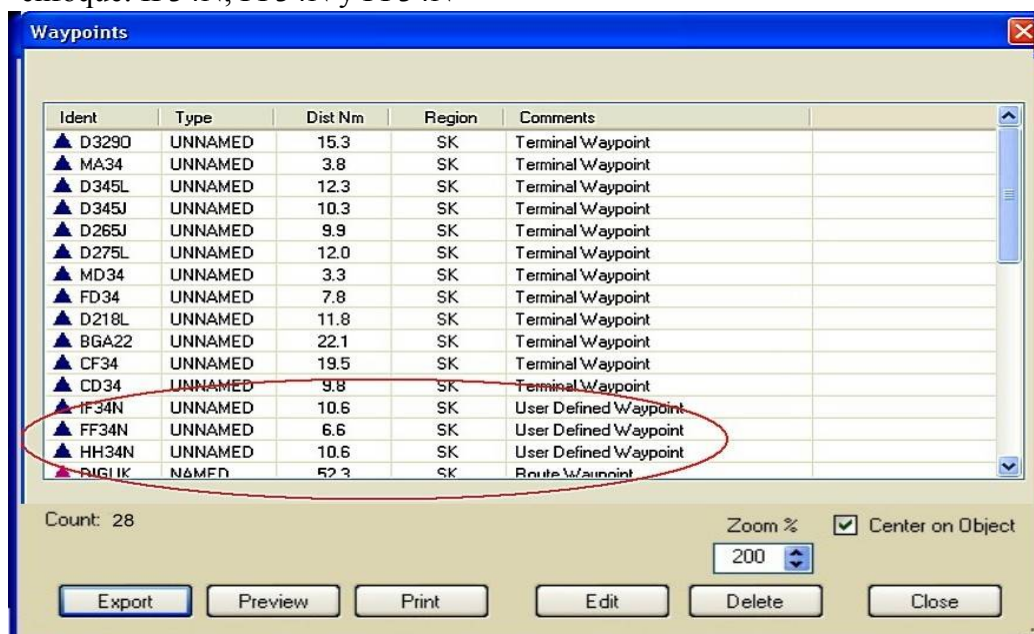 Waypoints
Ident Type Dist Nm Region Comments
D329O UNNAMED 15.3 SK Terminal Waypoint
MA34 UNNAMED 3.8 SK Terminal Waypoint
D345L UNNAMED 12.3 SK Terminal Waypoint
D345J UNNAMED 10.3 SK Terminal Waypoint
D265J UNNAMED 9.9 SK Terminal Waypoint
D275L UNNAMED 12.0 SK Terminal Waypoint
MD34 UNNAMED 3.3 SK Terminal Waypoint
FD34 UNNAMED 7.8 SK Terminal Waypoint
D218L UNNAMED 11.8 SK Terminal Waypoint
BGA22 UNNAMED 22.1 SK Terminal Waypoint
CF34 UNNAMED 19.5 SK Terminal Waypoint
CD34 UNNAMED 9.8 SK Terminal Waypoint
IF34N UNNAMED 10.6 SK User Defined Waypoint
FF34N UNNAMED 6.6 SK User Defined Waypoint
HH34N UNNAMED 10.6 SK User Defined Waypoint
NAMED 52.3 SK Route Waypoint
Count: 28
Zoom % Center on Object
200
Export Preview Print Edit Delete Close